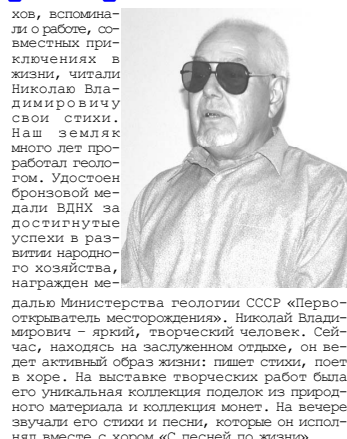 хов, вспомина-
ли о работе, со-
вместных при-
ключениях в
жизни, читали
Николаю Вла-
димировичу
свои стихи.
Наш земляк
много лет про-
работал геоло-
гом. Удостоен
бронзовой ме-
дали ВДНХ за
достигнутые
успехи в раз-
витии народно-
го хозяйства,
награжден ме-
далью Министерства геологии СССР «Перво-
открыватель месторождения». Николай Влади-
мирович – яркий, творческий человек. Сей-
час, находясь на заслуженном отдыхе, он ве-
дет активный образ жизни: пишет стихи, поет
в хоре. На выставке творческих работ была
его уникальная коллекция поделок из природ-
ного материала и коллекция монет. На вечере
звучали его стихи и песни, которые он испол-
нял вместе с хором «С песней по жизни».